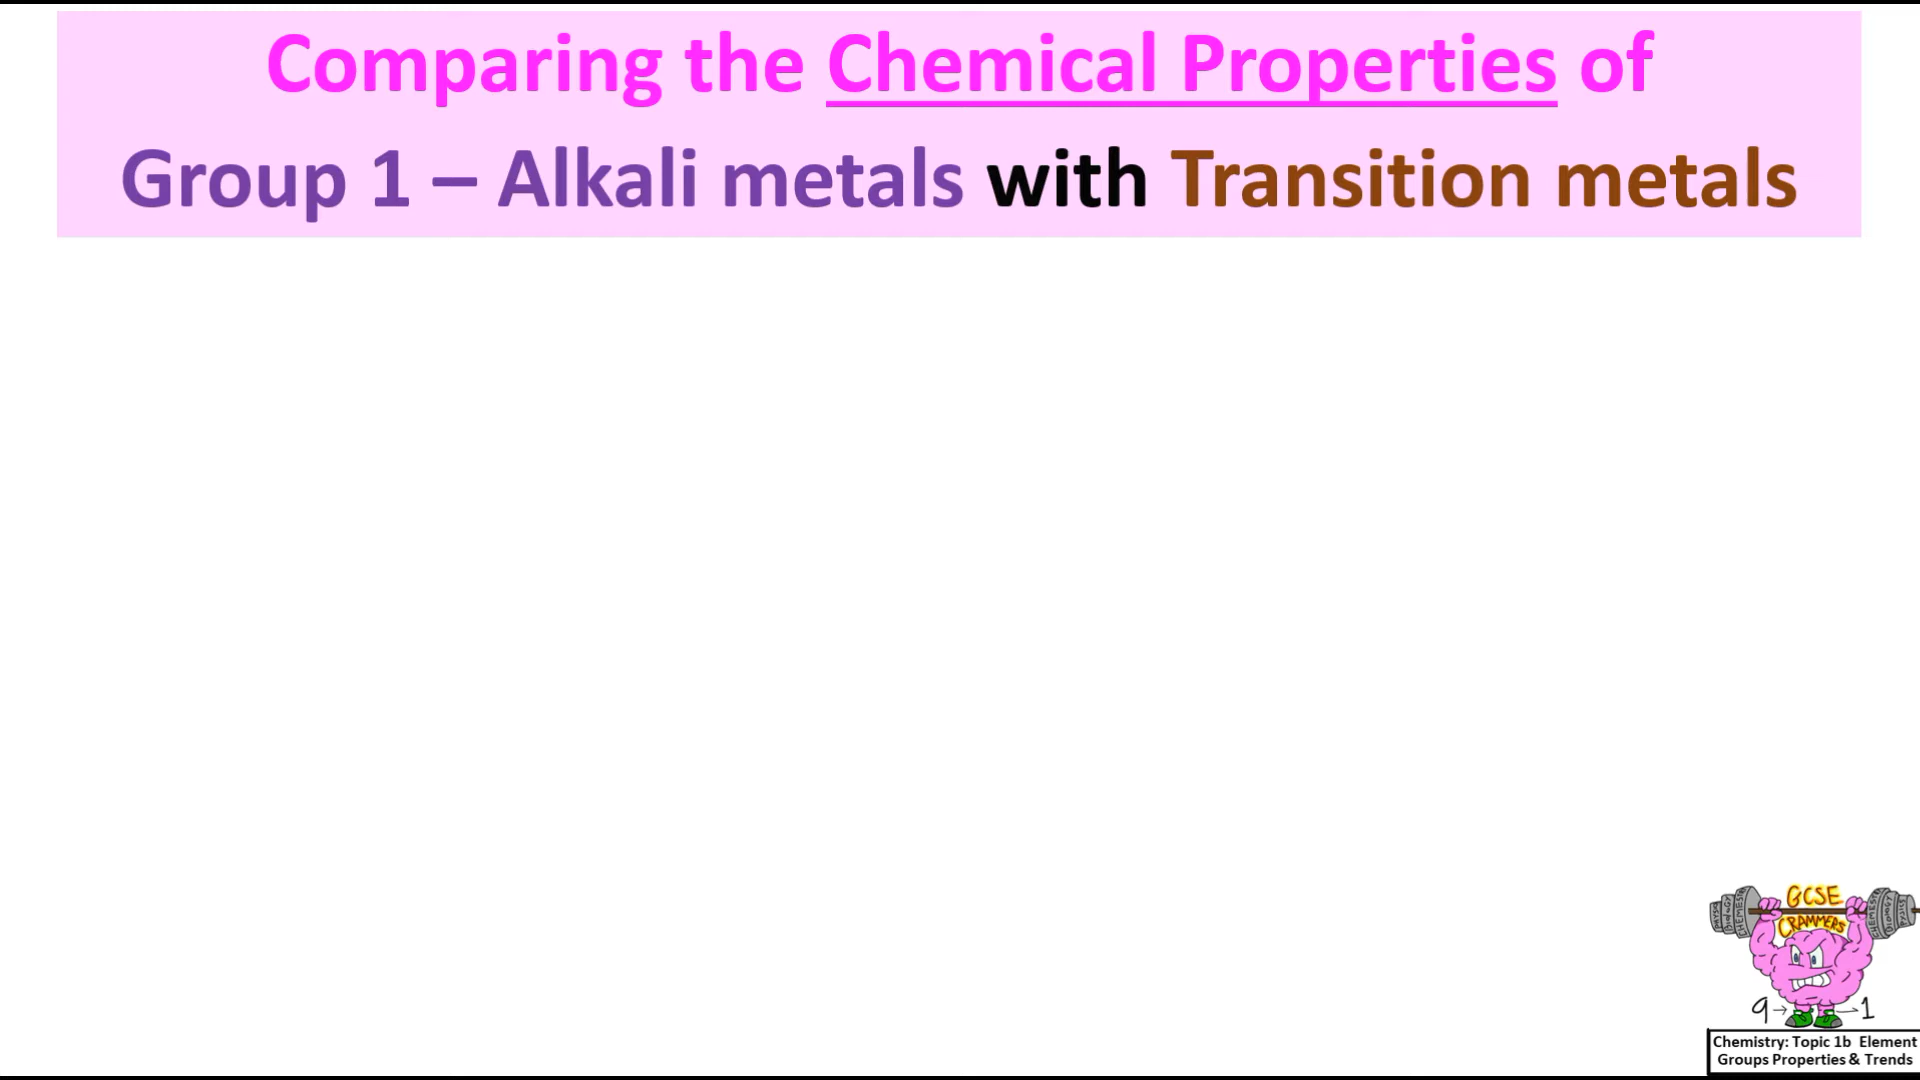 Comparing the Chemical Properties of
Group 1 – Alkali metals with Transition metals
GCSE
CRAMMERS
9→ →1
Chemistry: Topic 1b Element
Groups Properties & Trends